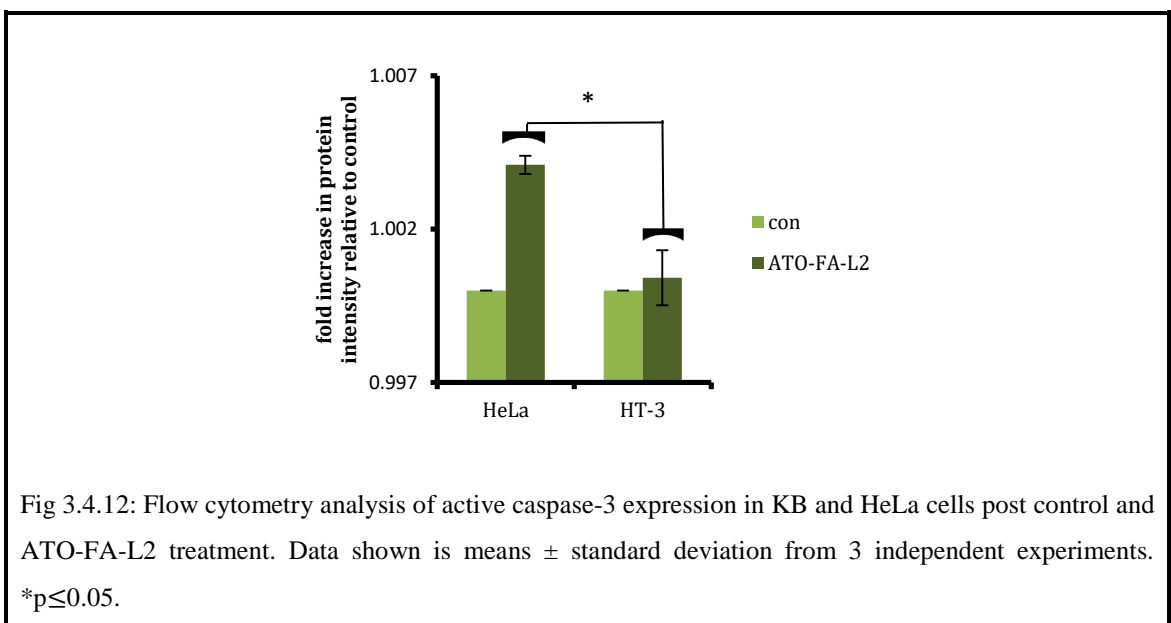 fold increase in protein
intensity relative to control
1.007
1.002
0.997
*
HeLa
HT-3
con
ATO-FA-L2
Fig 3.4.12: Flow cytometry analysis of active caspase-3 expression in KB and HeLa cells post control and
ATO-FA-L2 treatment. Data shown is means ± standard deviation from 3 independent experiments.
*p≤0.05.